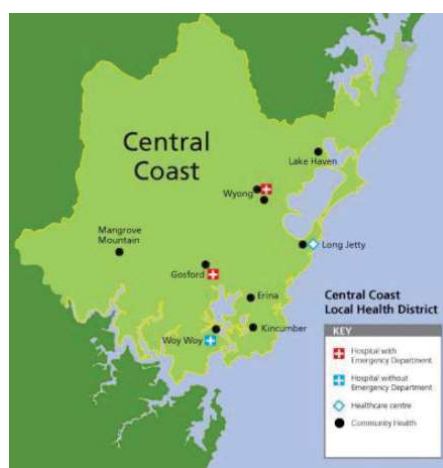 Central
Coast
Lake Haven
Wyong
Mangrove
Mountain
Long Jetty
Gosford
Erina
Kincumber
Woy Woy
Central Coast
Local Health District
KEY
Hospital with
Emergency Department
Hospital without
Emergency Department
Healthcare centre
Community Health